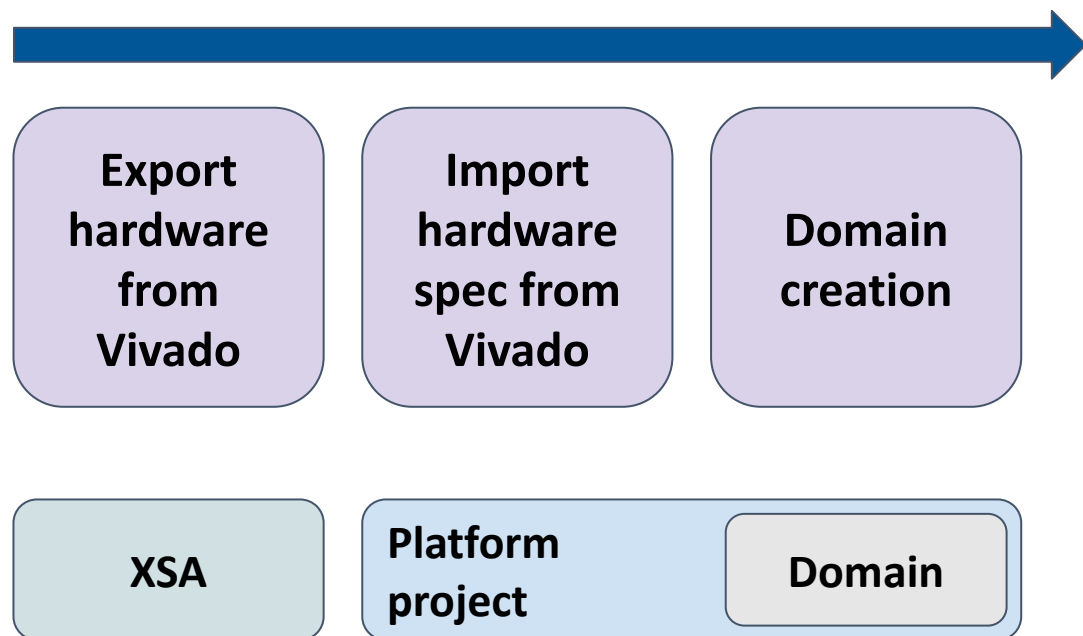 Export
hardware
from
Vivado
Import
hardware
spec from
Vivado
Domain
creation
XSA
Platform
project
Domain